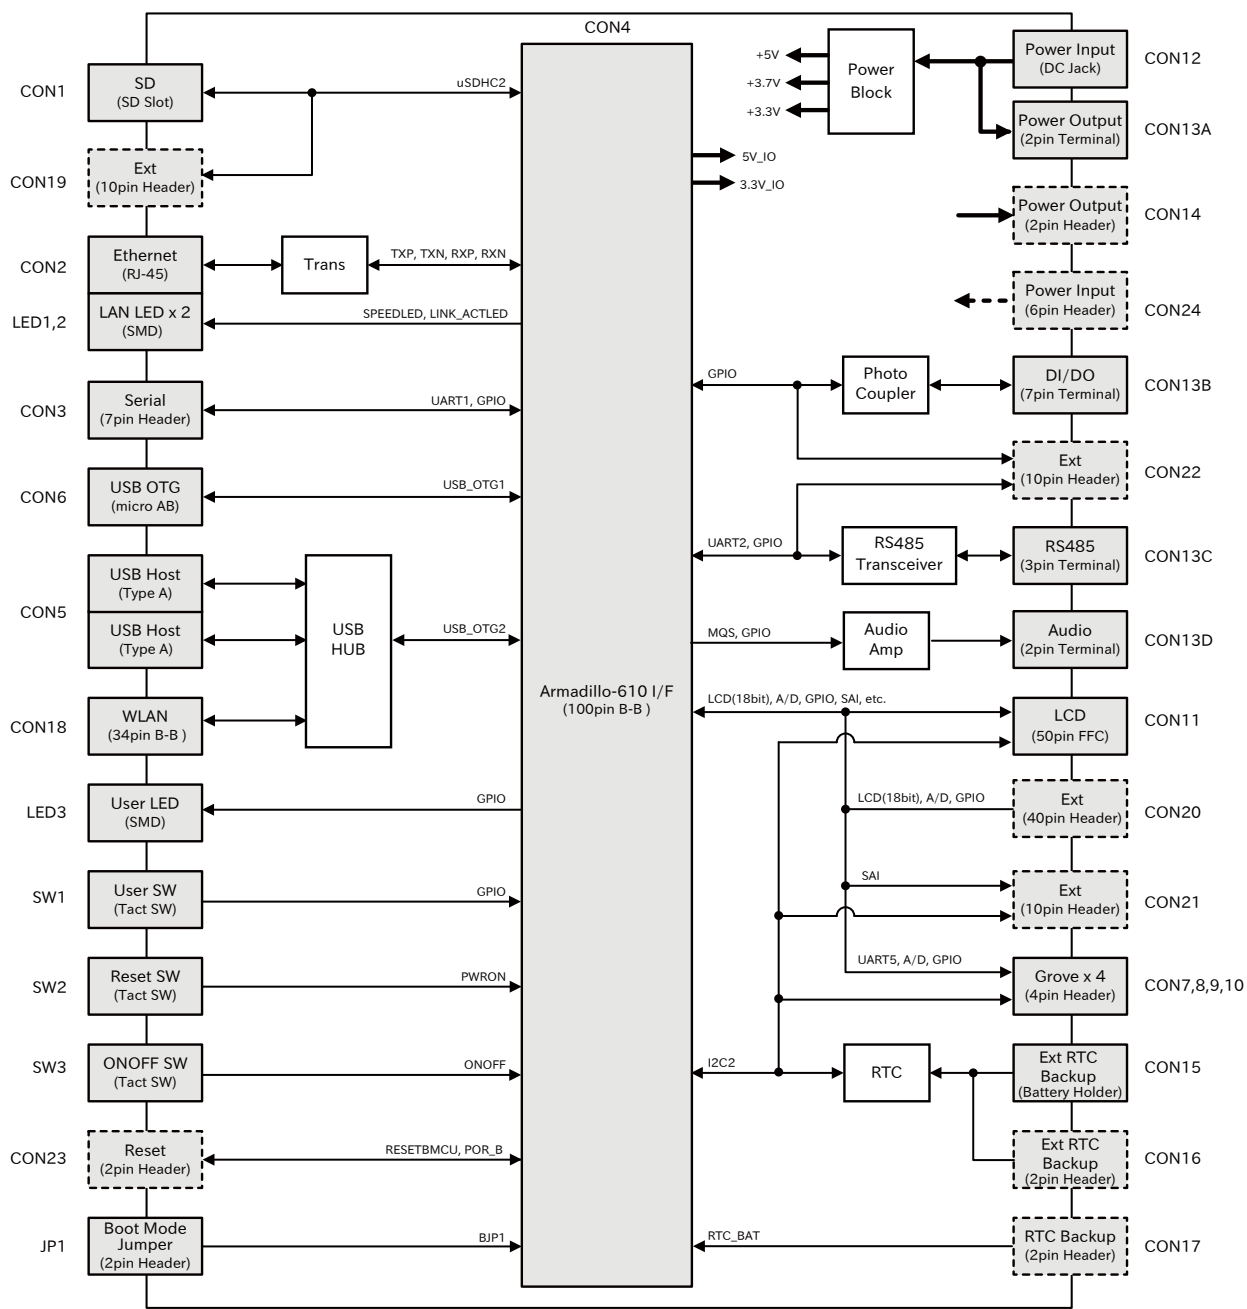 CON4
CON1
SD
(SD Slot)
uSDHC2
CON19
Ext
(10pin Header)
CON2
Ethernet
(RJ-45)
Trans
TXP, TXN, RXP, RXN
LED1,2
LAN LED x 2
(SMD)
SPEEDLED, LINK_ACTLED
CON3
Serial
(7pin Header)
UART1, GPIO
CON6
USB OTG
(micro AB)
USB_OTG1
CON5
USB Host
(Type A)
USB Host
(Type A)
USB
HUB
USB_OTG2
CON18
WLAN
(34pin B-B )
LED3
User LED
(SMD)
GPIO
SW1
User SW
(Tact SW)
GPIO
SW2
Reset SW
(Tact SW)
PWRON
SW3
ONOFF SW
(Tact SW)
ONOFF
CON23
Reset
(2pin Header)
RESETBMCU, POR_B
JP1
Boot Mode
Jumper
(2pin Header)
BJP1
Armadillo-610 I/F
(100pin B-B )
+5V
+3.7V
+3.3V
Power
Block
Power Input
(DC Jack)
CON12
Power Output
(2pin Terminal)
CON13A
5V_IO
3.3V_IO
Power Output
(2pin Header)
CON14
Power Input
(6pin Header)
CON24
GPIO
Photo
Coupler
DI/DO
(7pin Terminal)
CON13B
Ext
(10pin Header)
CON22
UART2, GPIO
RS485
Transceiver
RS485
(3pin Terminal)
CON13C
MQS, GPIO
Audio
Amp
Audio
(2pin Terminal)
CON13D
LCD(18bit), A/D, GPIO, SAI, etc.
LCD
(50pin FFC)
CON11
LCD(18bit), A/D, GPIO
Ext
(40pin Header)
CON20
SAI
Ext
(10pin Header)
CON21
UART5, A/D, GPIO
Grove x 4
(4pin Header)
CON7,8,9,10
I2C2
RTC
Ext RTC
Backup
(Battery Holder)
CON15
Ext RTC
Backup
(2pin Header)
CON16
RTC_BAT
RTC Backup
(2pin Header)
CON17